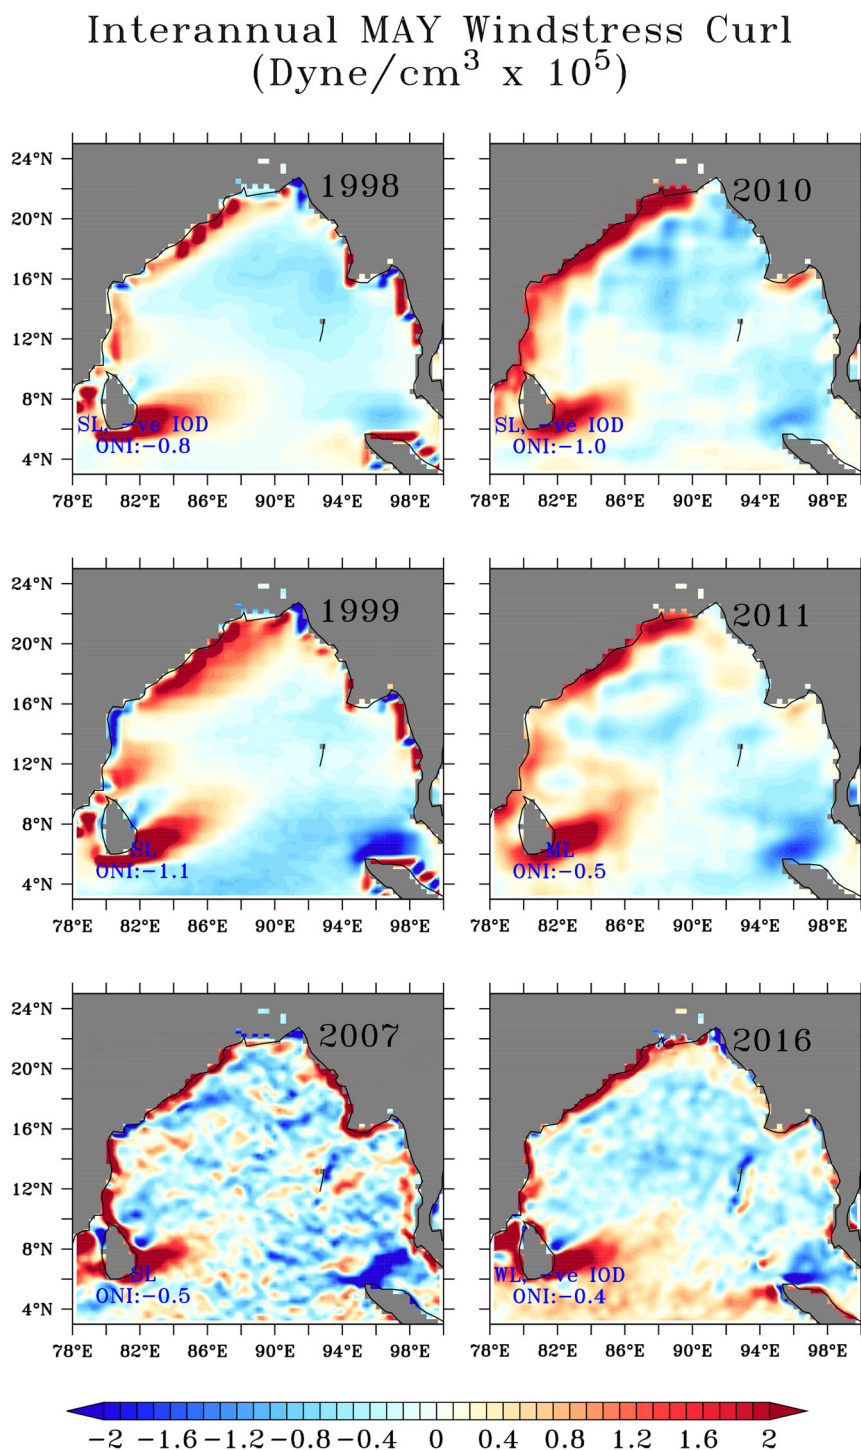 Interannual MAY Windstress Curl
(Dyne/cm³ x 10⁵)
24°N
20°N
16°N
12°N
8°N
4°N
1998
SL, -ve IOD
ONI:-0.8
78°E 82°E 86°E 90°E 94°E 98°E
2010
SL, -ve IOD
ONI:-1.0
78°E 82°E 86°E 90°E 94°E 98°E
24°N
20°N
16°N
12°N
8°N
4°N
1999
SL
ONI:-1.1
78°E 82°E 86°E 90°E 94°E 98°E
2011
ML
ONI:-0.5
78°E 82°E 86°E 90°E 94°E 98°E
24°N
20°N
16°N
12°N
8°N
4°N
2007
SL
ONI:-0.5
78°E 82°E 86°E 90°E 94°E 98°E
2016
WL, -ve IOD
ONI:-0.4
78°E 82°E 86°E 90°E 94°E 98°E
-2 -1.6 -1.2 -0.8 -0.4 0 0.4 0.8 1.2 1.6 2